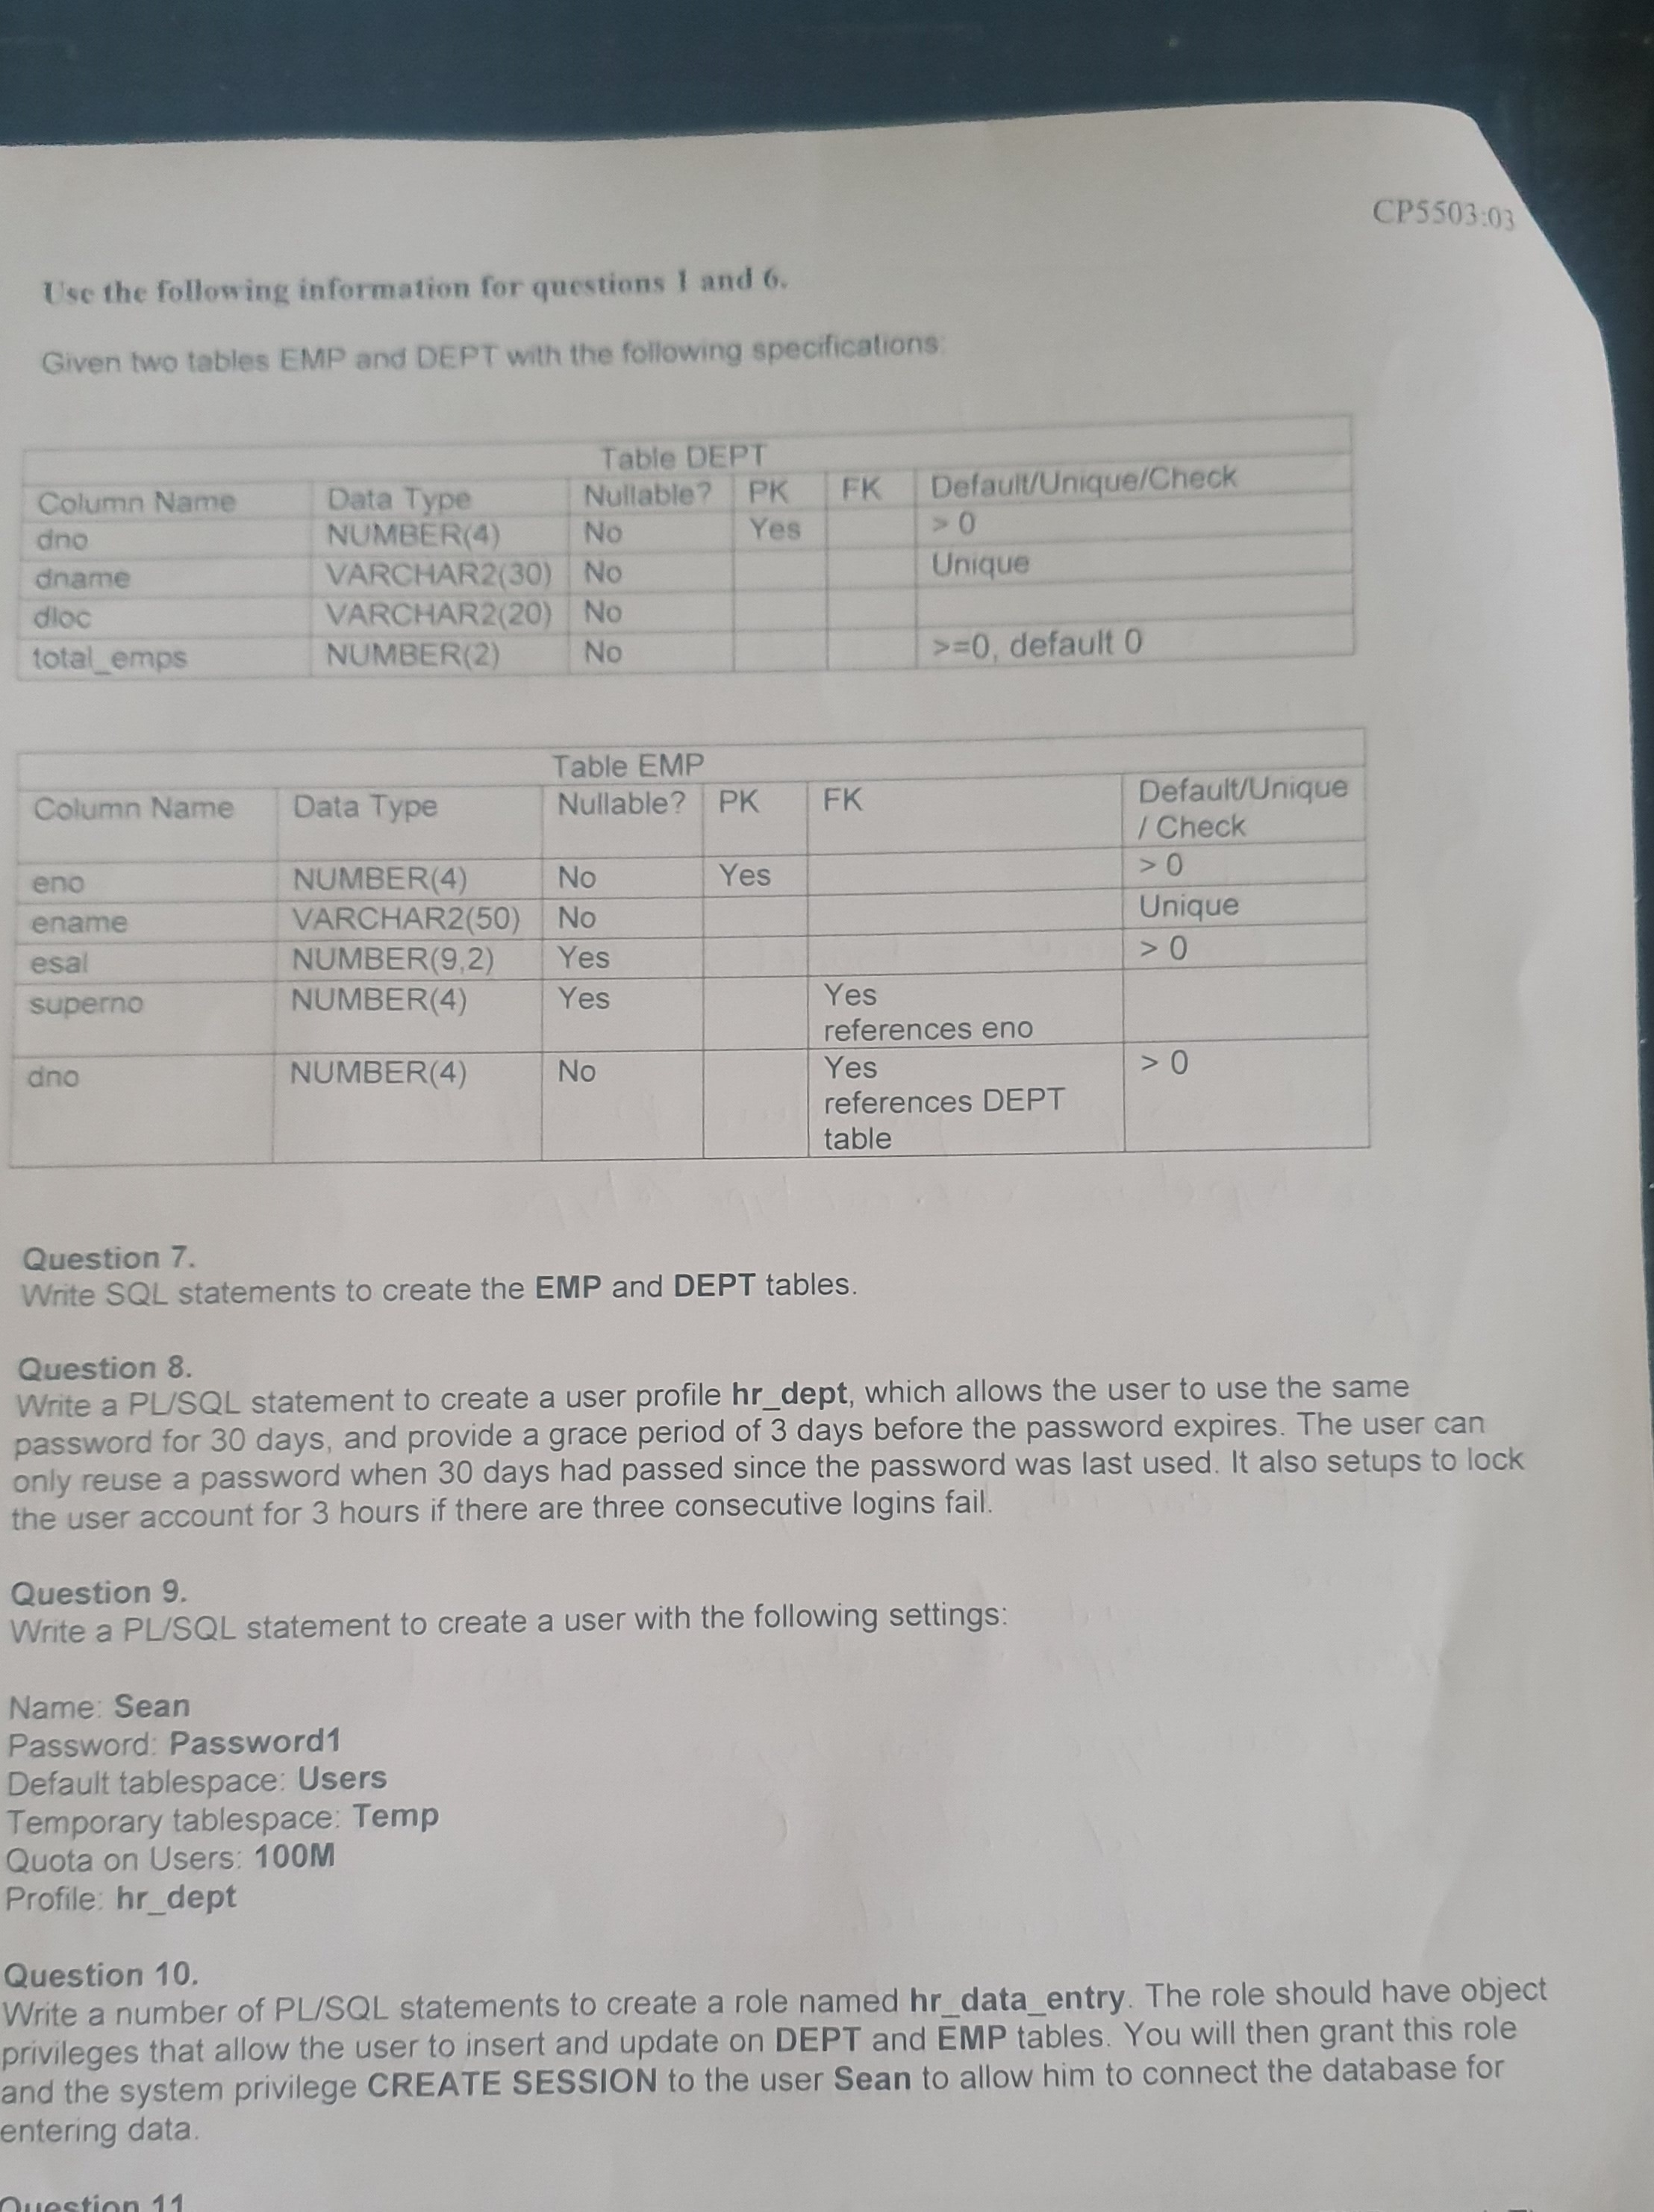 CP5503:03
Use the following information for questions 1 and 6.
Given two tables EMP and DEPT with the following specifications:
Table DEPT
Column Name Data Type Nullable? PK FK Default/Unique/Check
dno NUMBER(4) No Yes > 0
dname VARCHAR2(30) No Unique
dloc VARCHAR2(20) No
total_emps NUMBER(2) No >=0, default 0
Table EMP
Column Name Data Type Nullable? PK FK Default/Unique
/ Check
eno NUMBER(4) No Yes > 0
ename VARCHAR2(50) No Unique
esal NUMBER(9,2) Yes > 0
superno NUMBER(4) Yes Yes
references eno
dno NUMBER(4) No Yes > 0
references DEPT
table
Question 7.
Write SQL statements to create the EMP and DEPT tables.
Question 8.
Write a PL/SQL statement to create a user profile hr_dept, which allows the user to use the same
password for 30 days, and provide a grace period of 3 days before the password expires. The user can
only reuse a password when 30 days had passed since the password was last used. It also setups to lock
the user account for 3 hours if there are three consecutive logins fail.
Question 9.
Write a PL/SQL statement to create a user with the following settings:
Name: Sean
Password: Password1
Default tablespace: Users
Temporary tablespace: Temp
Quota on Users: 100M
Profile: hr_dept
Question 10.
Write a number of PL/SQL statements to create a role named hr_data_entry. The role should have object
privileges that allow the user to insert and update on DEPT and EMP tables. You will then grant this role
and the system privilege CREATE SESSION to the user Sean to allow him to connect the database for
entering data.
Question 11